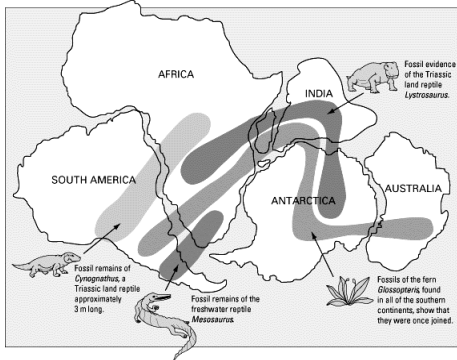 AFRICA
INDIA
Fossil evidence
of the Triassic
land reptile
Lystrosaurus.
SOUTH AMERICA
ANTARCTICA
AUSTRALIA
Fossil remains of
Cynognathus, a
Triassic land reptile
approximately
3 m long.
Fossil remains of the
freshwater reptile
Mesosaurus.
Fossils of the fern
Glossopteris, found
in all of the southern
continents, show that
they were once joined.